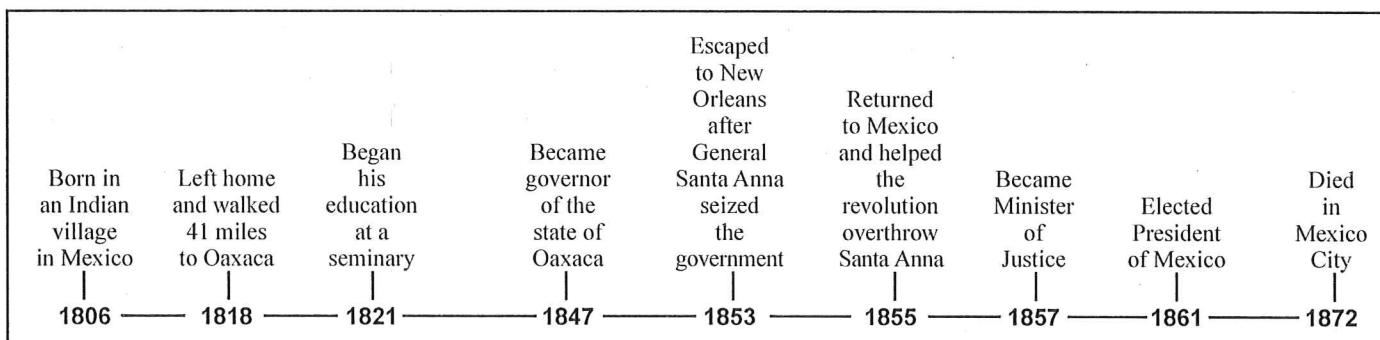 Born in
an Indian
village
in Mexico
Left home
and walked
41 miles
to Oaxaca
Began
his
education
at a
seminary
Became
governor
of the
state of
Oaxaca
Escaped
to New
Orleans
after
General
Santa Anna
seized
the
government
Returned
to Mexico
and helped
the
revolution
overthrow
Santa Anna
Became
Minister
of
Justice
Elected
President
of Mexico
Died
in
Mexico
City
1806 1818 1821 1847 1853 1855 1857 1861 1872